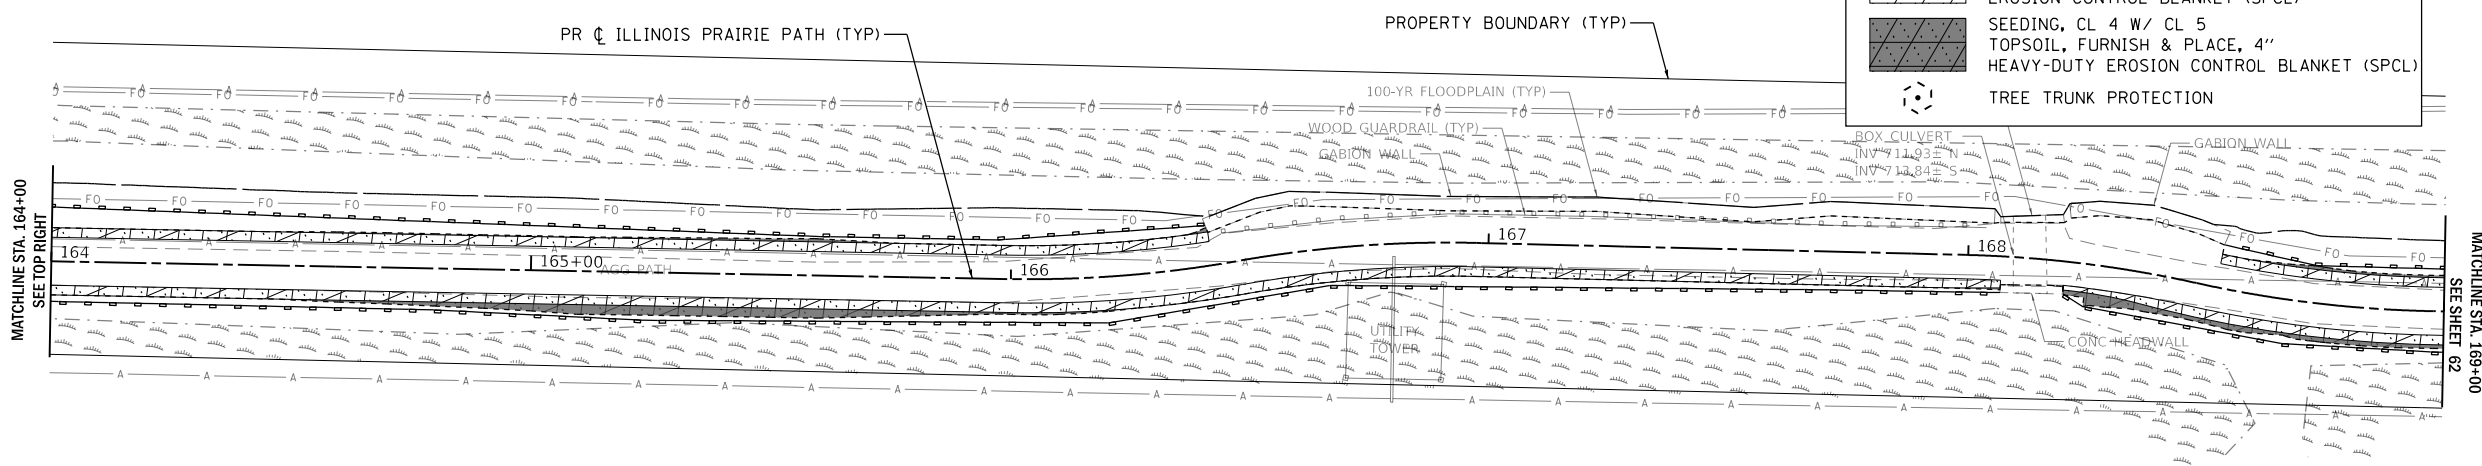 PR ℄ ILLINOIS PRAIRIE PATH (TYP)
PROPERTY BOUNDARY (TYP)
EROSION CONTROL BLANKET (SPCL)
SEEDING, CL 4 W/ CL 5
TOPSOIL, FURNISH & PLACE, 4"
HEAVY-DUTY EROSION CONTROL BLANKET (SPCL)
TREE TRUNK PROTECTION
100-YR FLOODPLAIN (TYP)
WOOD GUARDRAIL (TYP)
GABION WALL
BOX CULVERT
INV 711.93± N
INV 713.84± S
GABION WALL
MATCHLINE STA. 164+00
SEE TOP RIGHT
164
165+00
AGG PATH
166
167
168
UTILITY
TOWER
CONC HEADWALL
MATCHLINE STA. 169+00
SEE SHEET 62